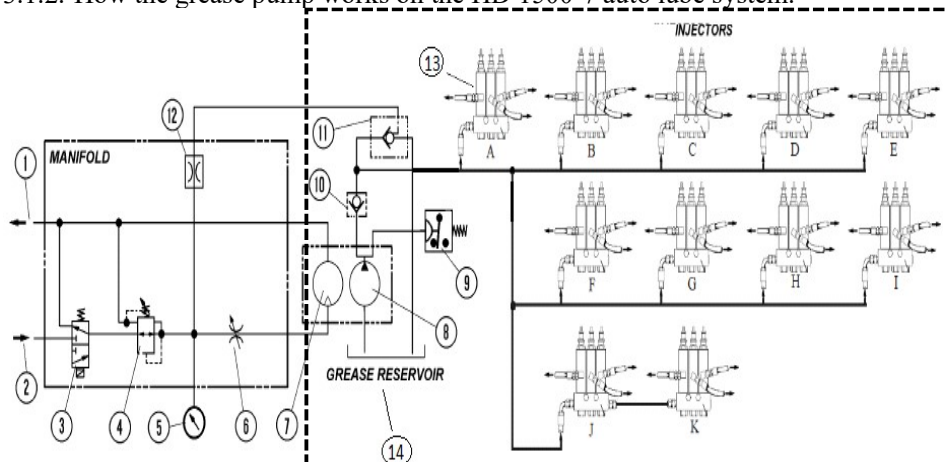 3.1.2. How the grease pump works on the HD 1500-7 auto lube system.
INJECTORS
13
A
B
C
D
E
12
11
MANIFOLD
1
10
9
F
G
H
I
8
2
GREASE RESERVOIR
3
4
5
6
7
14
J
K